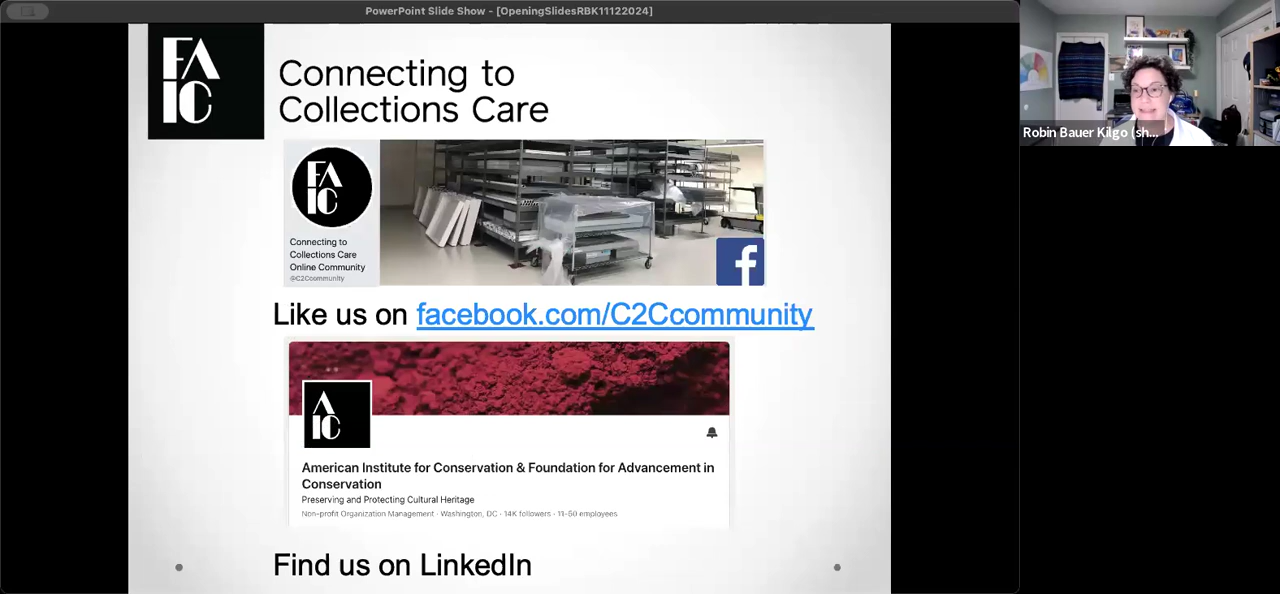 PowerPoint Slide Show - [OpeningSlidesRBK11122024]
FA
IC
Connecting to
Collections Care
FA
IC
Connecting to
Collections Care
Online Community
@C2Ccommunity
f
Like us on facebook.com/C2Ccommunity
A
IC
American Institute for Conservation & Foundation for Advancement in
Conservation
Preserving and Protecting Cultural Heritage
Non-profit Organization Management · Washington, DC · 14K followers · 11-50 employees
Find us on LinkedIn
Robin Bauer Kilgo (sh...